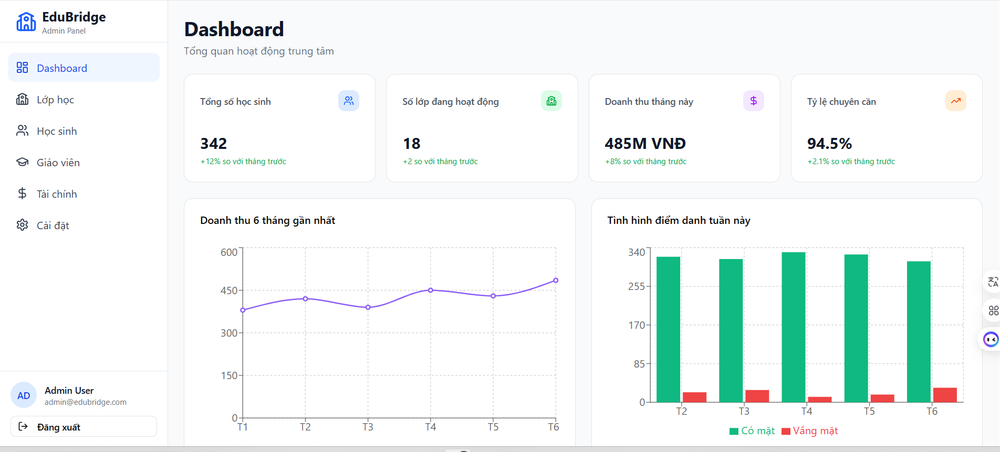 EduBridge
Admin Panel
Dashboard
Lớp học
Học sinh
Giáo viên
Tài chính
Cài đặt
AD
Admin User
admin@edubridge.com
Đăng xuất
Dashboard
Tổng quan hoạt động trung tâm
Tổng số học sinh
342
+12% so với tháng trước
Số lớp đang hoạt động
18
+2 so với tháng trước
Doanh thu tháng này
485M VNĐ
+8% so với tháng trước
Tỷ lệ chuyên cần
94.5%
+2.1% so với tháng trước
Doanh thu 6 tháng gần nhất
600
450
300
150
0
T1 T2 T3 T4 T5 T6
Tình hình điểm danh tuần này
340
255
170
85
0
T2 T3 T4 T5 T6
Có mặt Vắng mặt